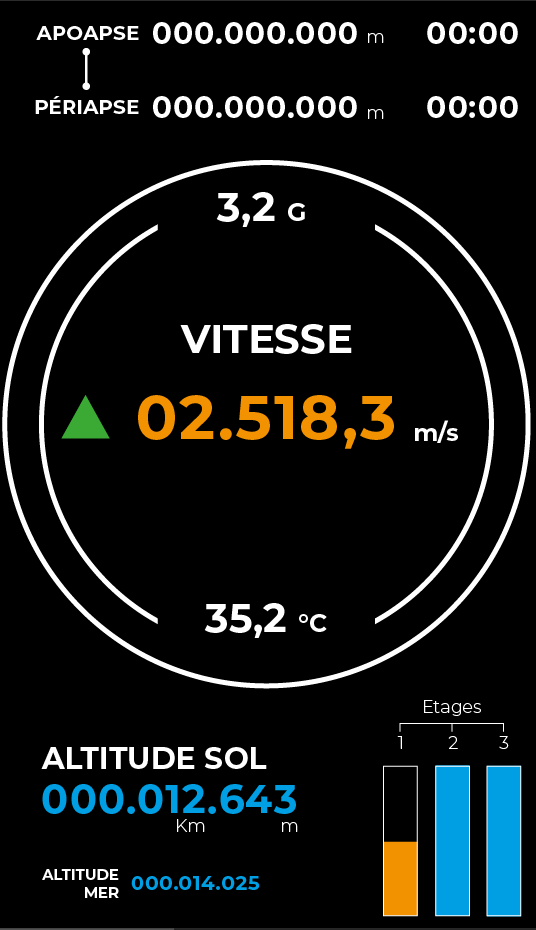 APOAPSE 000.000.000 m 00:00
PÉRIAPSE 000.000.000 m 00:00
3,2 G
VITESSE
02.518,3 m/s
35,2 °C
Etages
1 2 3
ALTITUDE SOL
000.012.643
Km m
ALTITUDE
MER
000.014.025